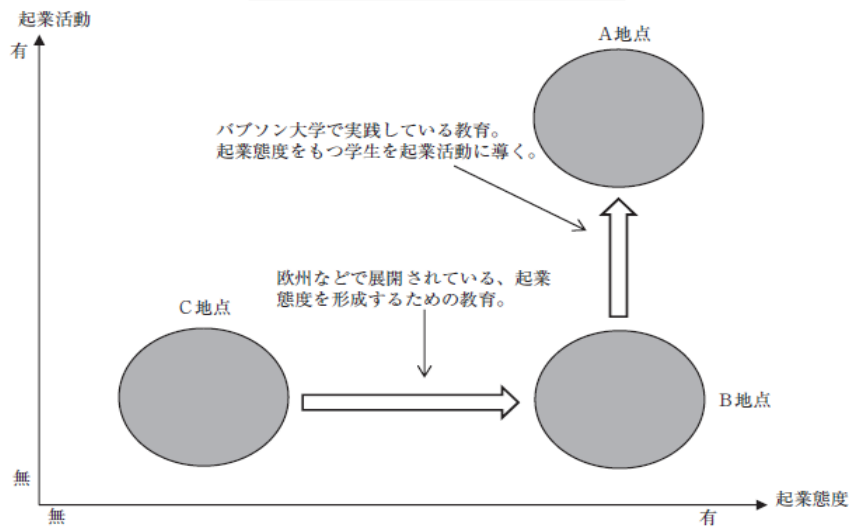 起業活動
有
A地点
バブソン大学で実践している教育。
起業態度をもつ学生を起業活動に導く。
欧州などで展開されている、起業
態度を形成するための教育。
C地点
B地点
無
無
有
起業態度